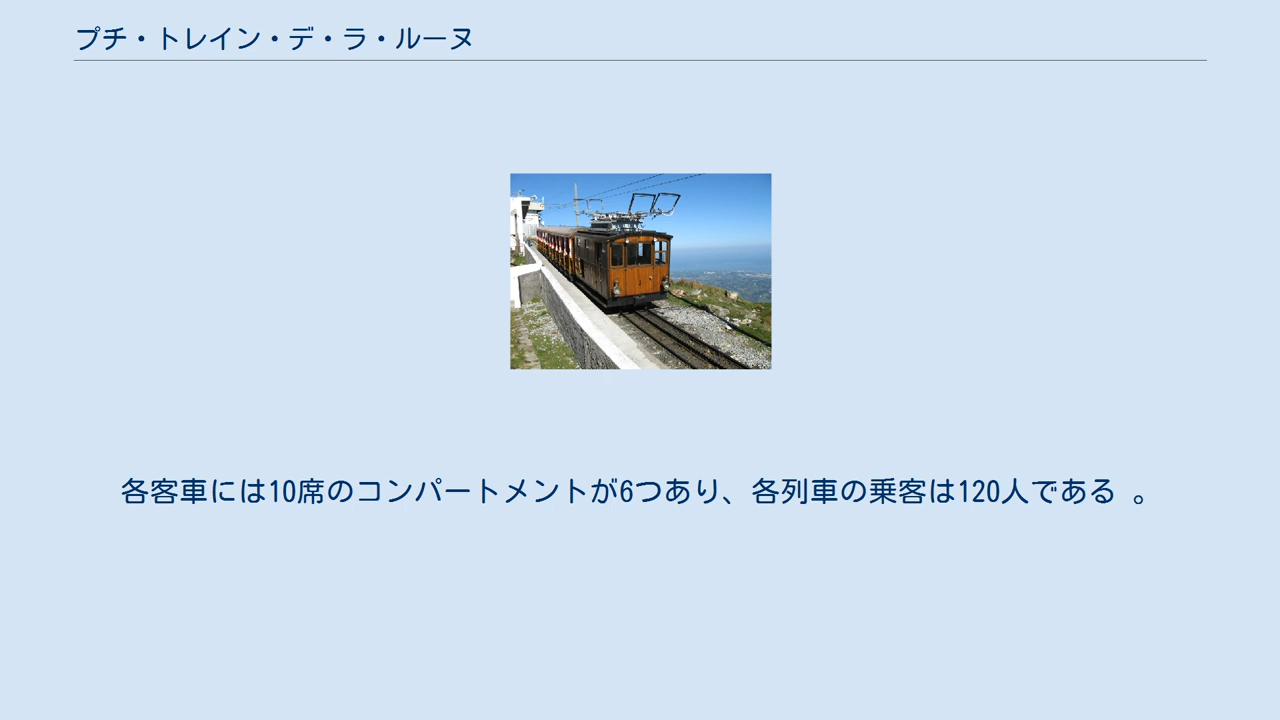 プチ・トレイン・デ・ラ・ルーヌ
各客車には10席のコンパートメントが6つあり、各列車の乗客は120人である 。